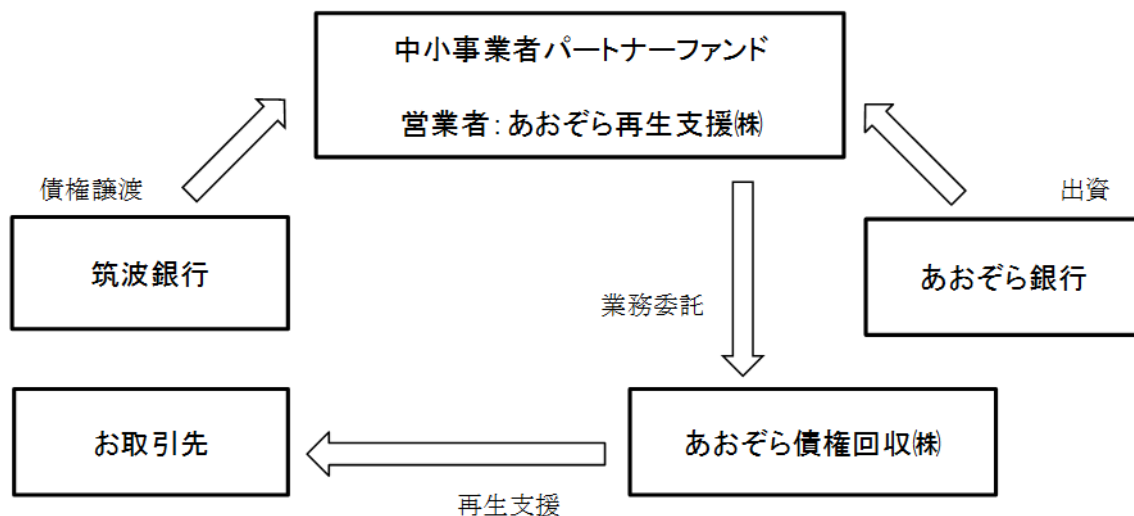 中小事業者パートナーファンド
営業者：あおぞら再生支援㈱
債権譲渡
出資
筑波銀行
あおぞら銀行
業務委託
お取引先
あおぞら債権回収㈱
再生支援